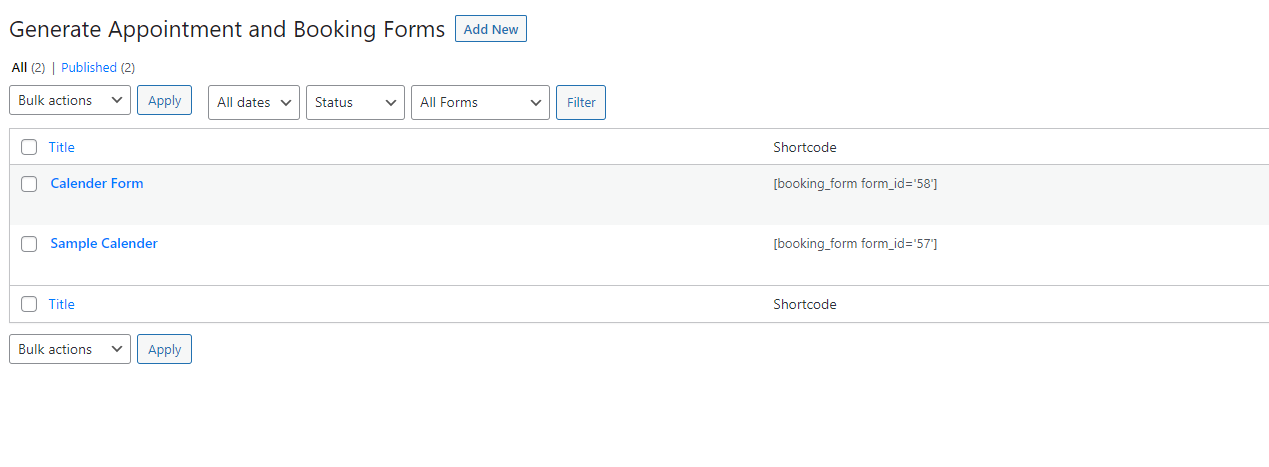 Generate Appointment and Booking Forms Add New
All (2) | Published (2)
Bulk actions Apply All dates Status All Forms Filter
Title Shortcode
Calender Form [booking_form form_id='58']
Sample Calender [booking_form form_id='57']
Title Shortcode
Bulk actions Apply